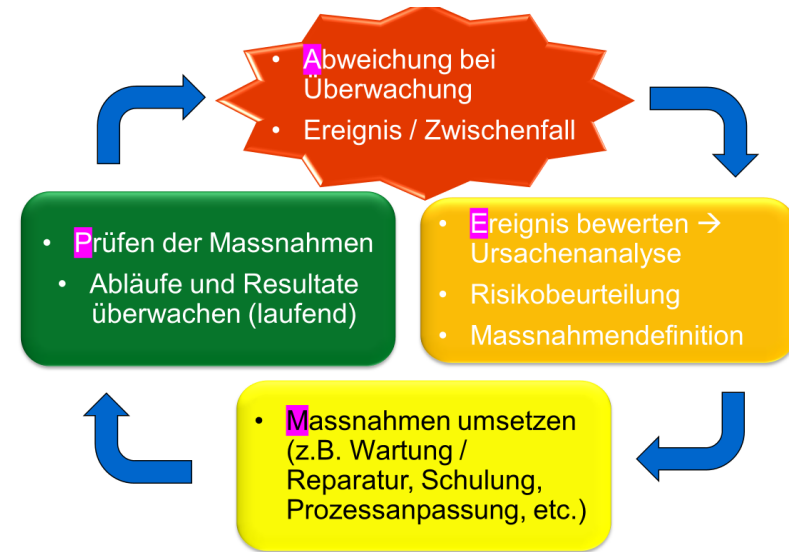 • Abweichung bei
Überwachung
• Ereignis / Zwischenfall
• Ereignis bewerten →
Ursachenanalyse
• Risikobeurteilung
• Massnahmendefinition
• Massnahmen umsetzen
(z.B. Wartung /
Reparatur, Schulung,
Prozessanpassung, etc.)
• Prüfen der Massnahmen
• Abläufe und Resultate
überwachen (laufend)